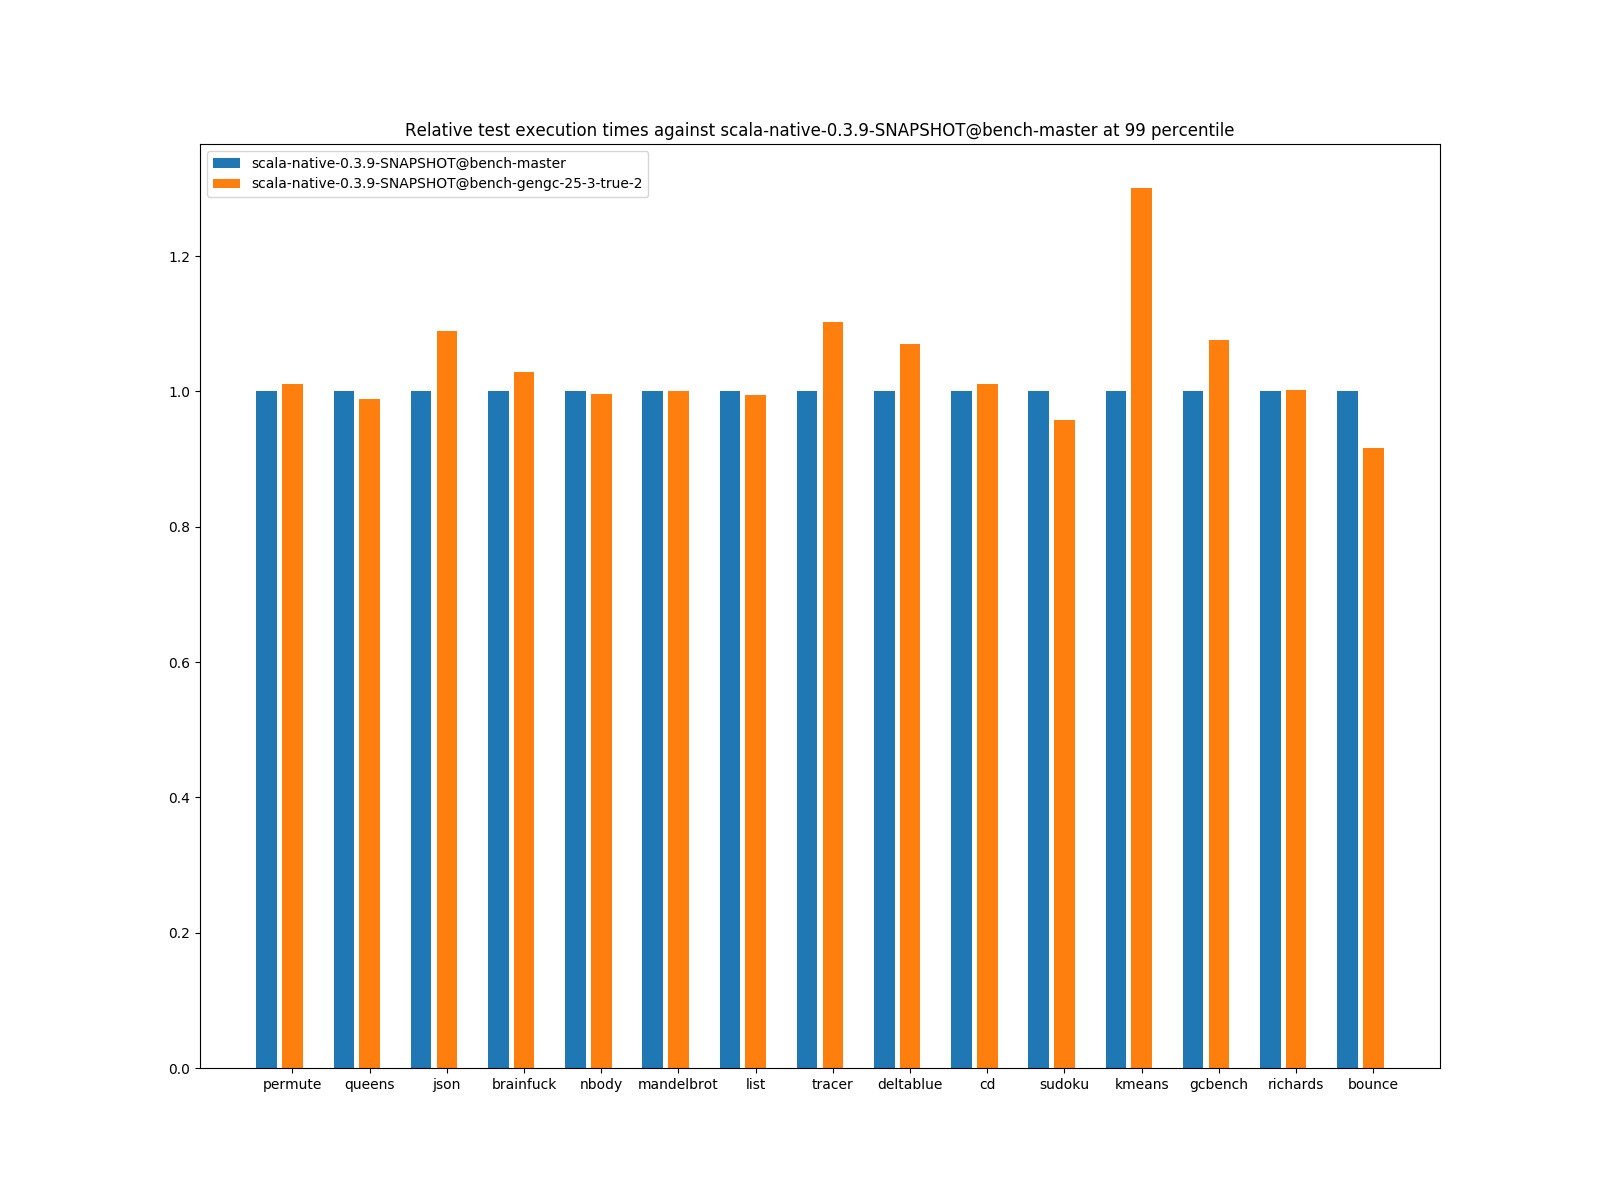 Relative test execution times against scala-native-0.3.9-SNAPSHOT@bench-master at 99 percentile
scala-native-0.3.9-SNAPSHOT@bench-master
scala-native-0.3.9-SNAPSHOT@bench-gengc-25-3-true-2
1.2
1.0
0.8
0.6
0.4
0.2
0.0
permute queens json brainfuck nbody mandelbrot list tracer deltablue cd sudoku kmeans gcbench richards bounce